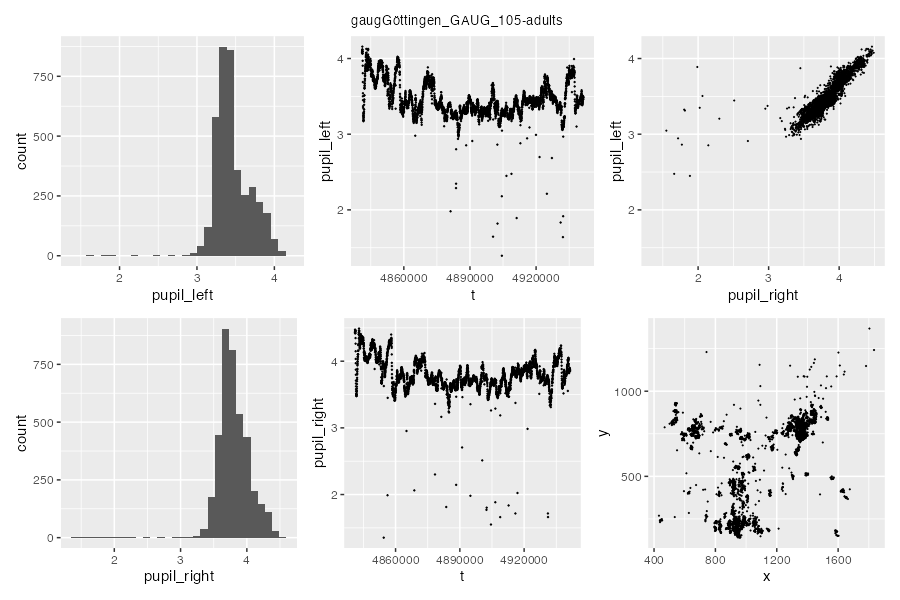 gaugGöttingen_GAUG_105-adults
750
500
250
0
count
2
3
4
pupil_left
4
3
2
pupil_left
4860000
4890000
4920000
t
4
3
2
pupil_left
2
3
4
pupil_right
750
500
250
0
count
2
3
4
pupil_right
4
3
2
pupil_right
4860000
4890000
4920000
t
1000
500
y
400
800
1200
1600
x